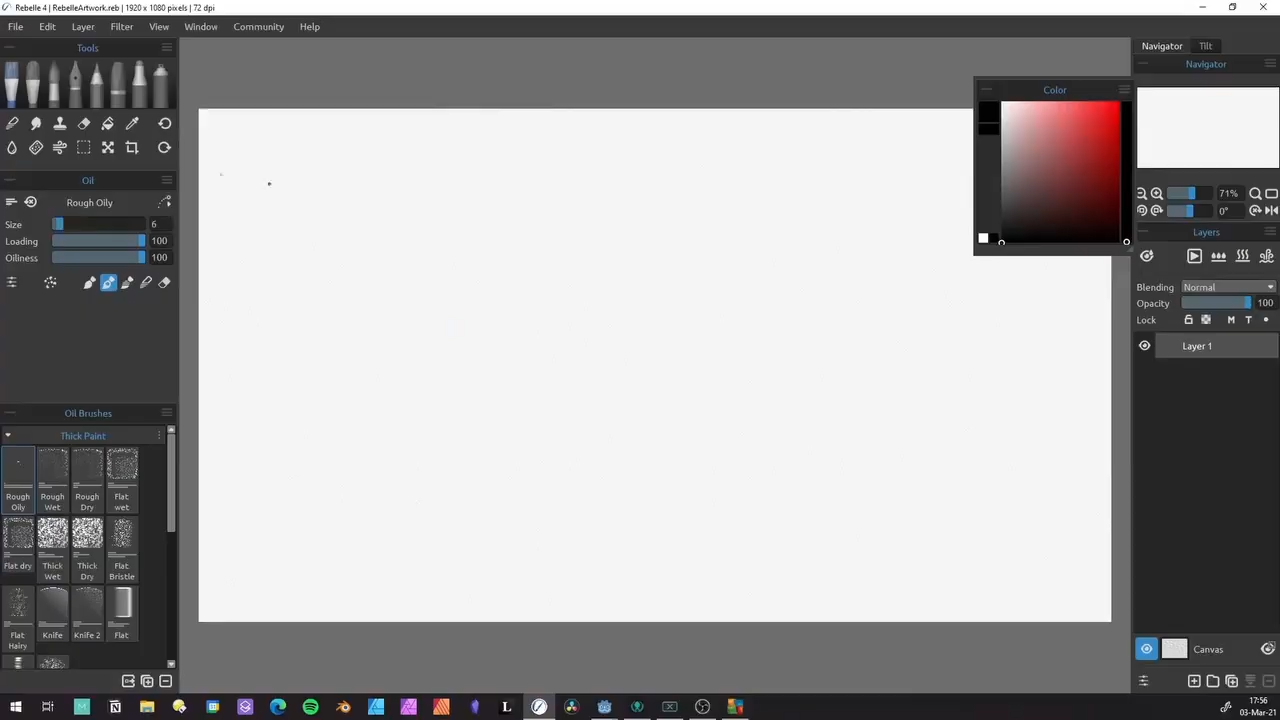 Rebelle 4 | RebelleArtwork.reb | 1920 x 1080 pixels | 72 dpi
File Edit Layer Filter View Window Community Help
Tools
Oil
Rough Oily
Size 6
Loading 100
Oiliness 100
Oil Brushes
Thick Paint
Rough Oily
Rough Wet
Rough Dry
Flat wet
Flat dry
Thick Wet
Thick Dry
Flat Bristle
Flat Hairy
Knife
Knife 2
Flat
Color
Navigator Tilt
Navigator
71%
0°
Layers
Blending Normal
Opacity 100
Lock M T
Layer 1
Canvas
M L
17:56
03-Mar-21